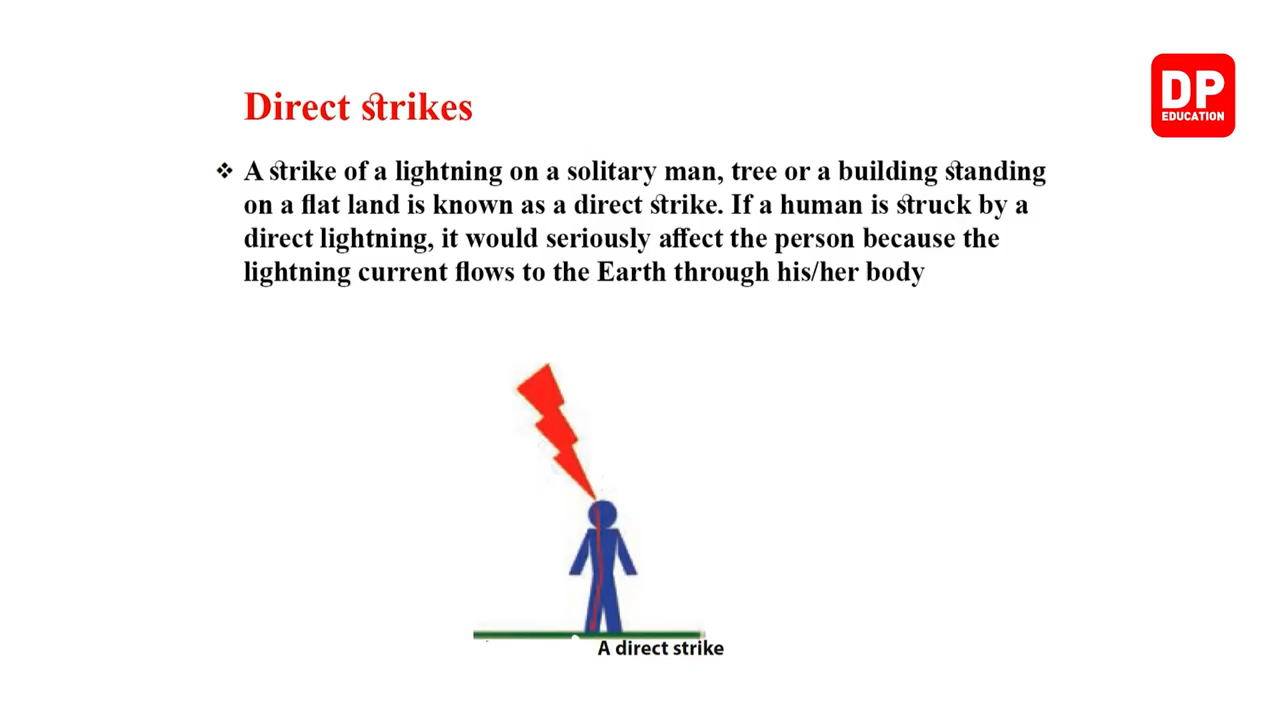 DP
EDUCATION
Direct strikes
❖ A strike of a lightning on a solitary man, tree or a building standing
on a flat land is known as a direct strike. If a human is struck by a
direct lightning, it would seriously affect the person because the
lightning current flows to the Earth through his/her body
A direct strike